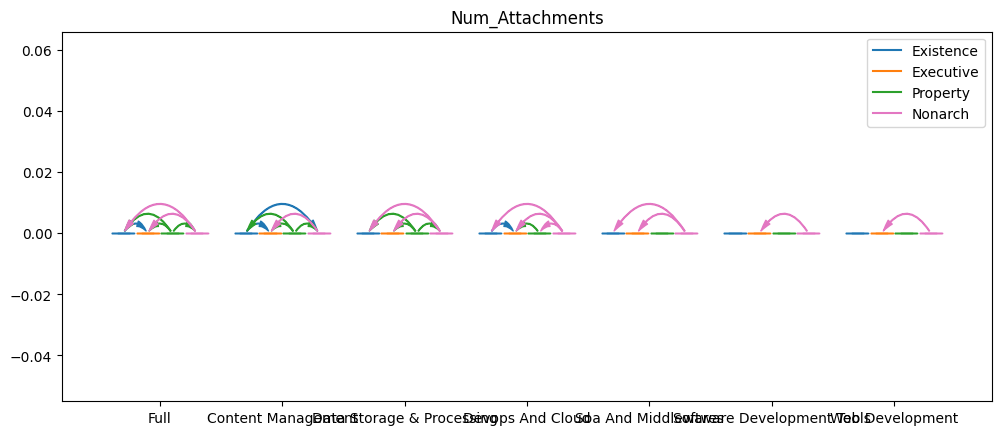 Num_Attachments
0.06
0.04
0.02
0.00
−0.02
−0.04
Existence
Executive
Property
Nonarch
Full
Content Management
Data Storage & Processing
Devops And Cloud
Soa And Middlewares
Software Development Tools
Web Development